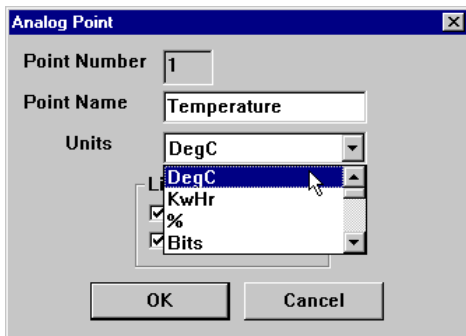 Analog Point
Point Number 1
Point Name Temperature
Units DegC
DegC
KwHr
%
Bits
OK Cancel